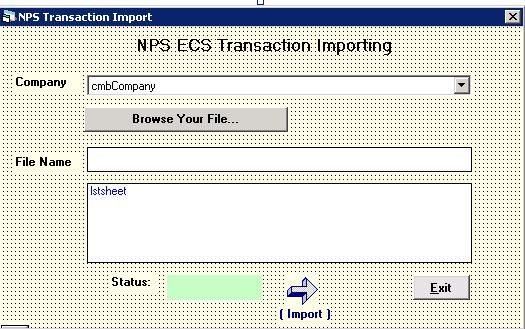 NPS Transaction Import
NPS ECS Transaction Importing
Company
cmbCompany
Browse Your File...
File Name
lstsheet
Status:
Exit
( Import )